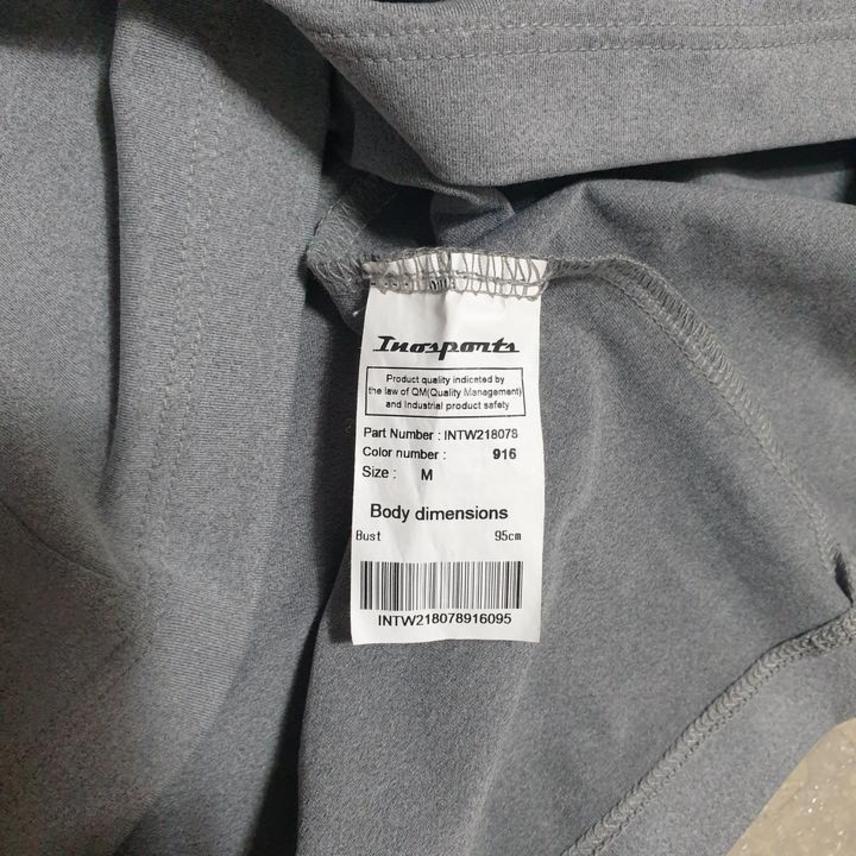 Inosports
Product quality indicated by
the law of QM(Quality Management)
and Industrial product safety
Part Number : INTW218078
Color number : 916
Size : M
Body dimensions
Bust 95cm
INTW218078916095